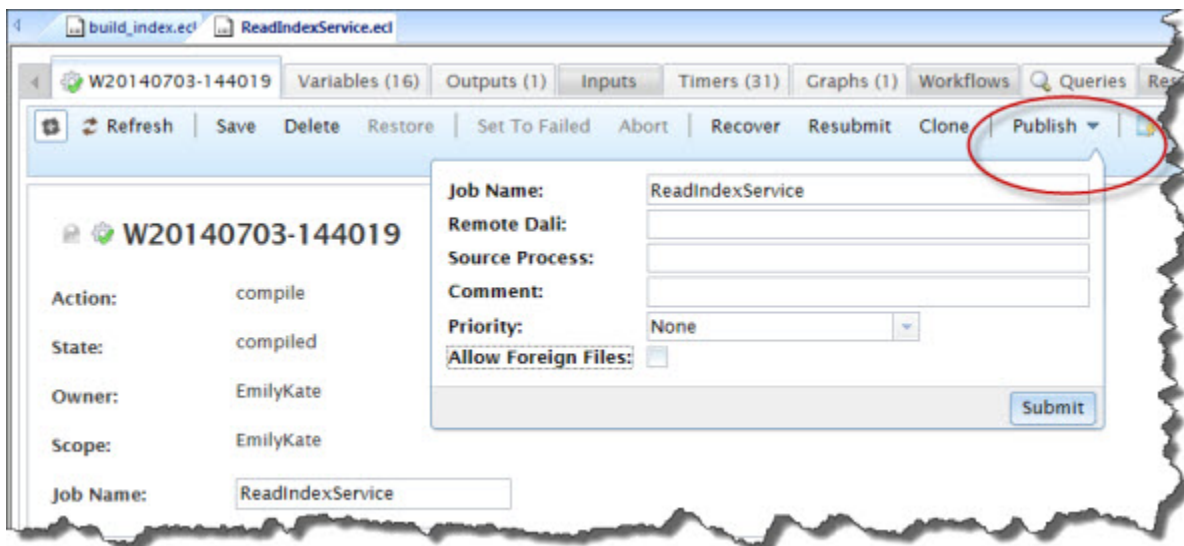 build_index.ecl ReadIndexService.ecl
W20140703-144019 Variables (16) Outputs (1) Inputs Timers (31) Graphs (1) Workflows Queries
Refresh Save Delete Restore Set To Failed Abort Recover Resubmit Clone Publish
Job Name: ReadIndexService
Remote Dali:
Source Process:
Comment:
Priority: None
Allow Foreign Files:
Submit
W20140703-144019
Action: compile
State: compiled
Owner: EmilyKate
Scope: EmilyKate
Job Name: ReadIndexService